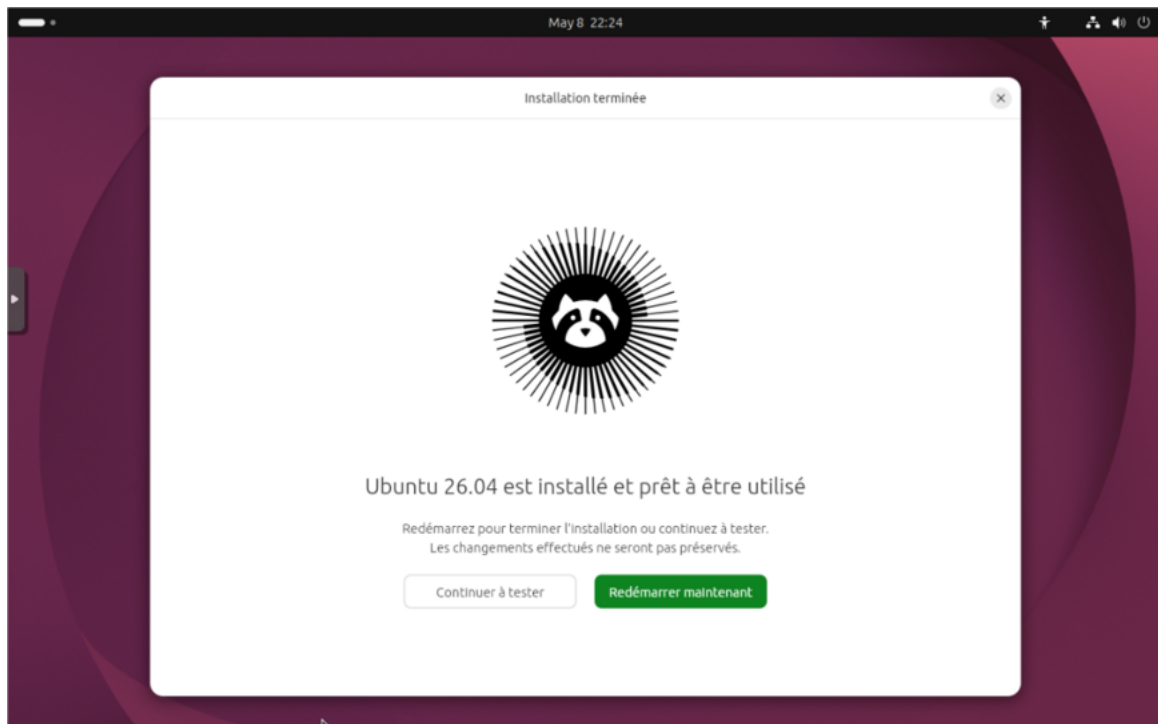 May 8 22:24
Installation terminée
Ubuntu 26.04 est installé et prêt à être utilisé
Redémarrez pour terminer l'installation ou continuez à tester.
Les changements effectués ne seront pas préservés.
Continuer à tester
Redémarrer maintenant